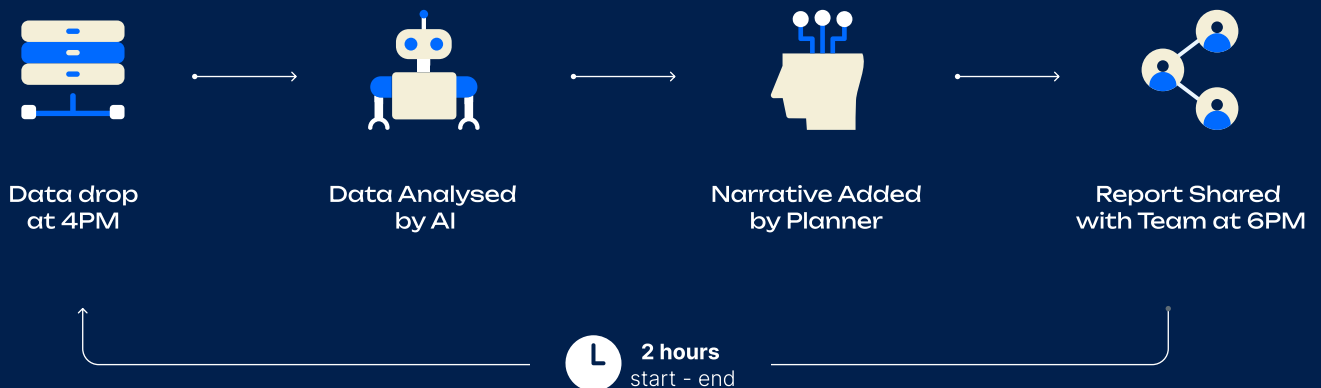 Data drop
at 4PM
Data Analysed
by AI
Narrative Added
by Planner
Report Shared
with Team at 6PM
2 hours
start - end